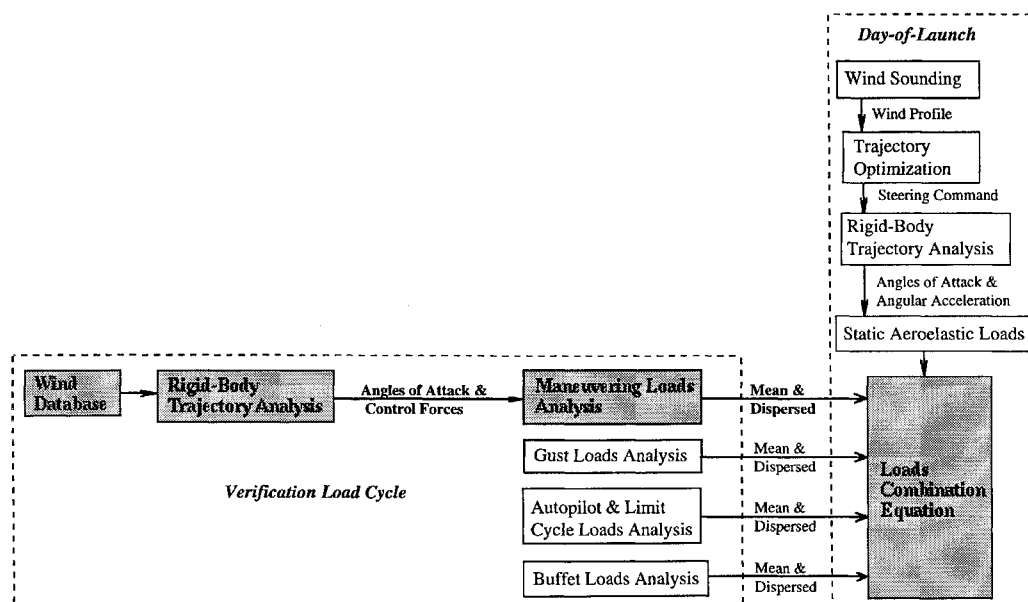 Day-of-Launch
Wind Sounding
Wind Profile
Trajectory
Optimization
Steering Command
Rigid-Body
Trajectory Analysis
Angles of Attack &
Angular Acceleration
Static Aeroelastic Loads
Wind
Database
Rigid-Body
Trajectory Analysis
Angles of Attack &
Control Forces
Maneuvering Loads
Analysis
Mean &
Dispersed
Gust Loads Analysis
Mean &
Dispersed
Verification Load Cycle
Autopilot & Limit
Cycle Loads Analysis
Mean &
Dispersed
Buffet Loads Analysis
Mean &
Dispersed
Loads
Combination
Equation